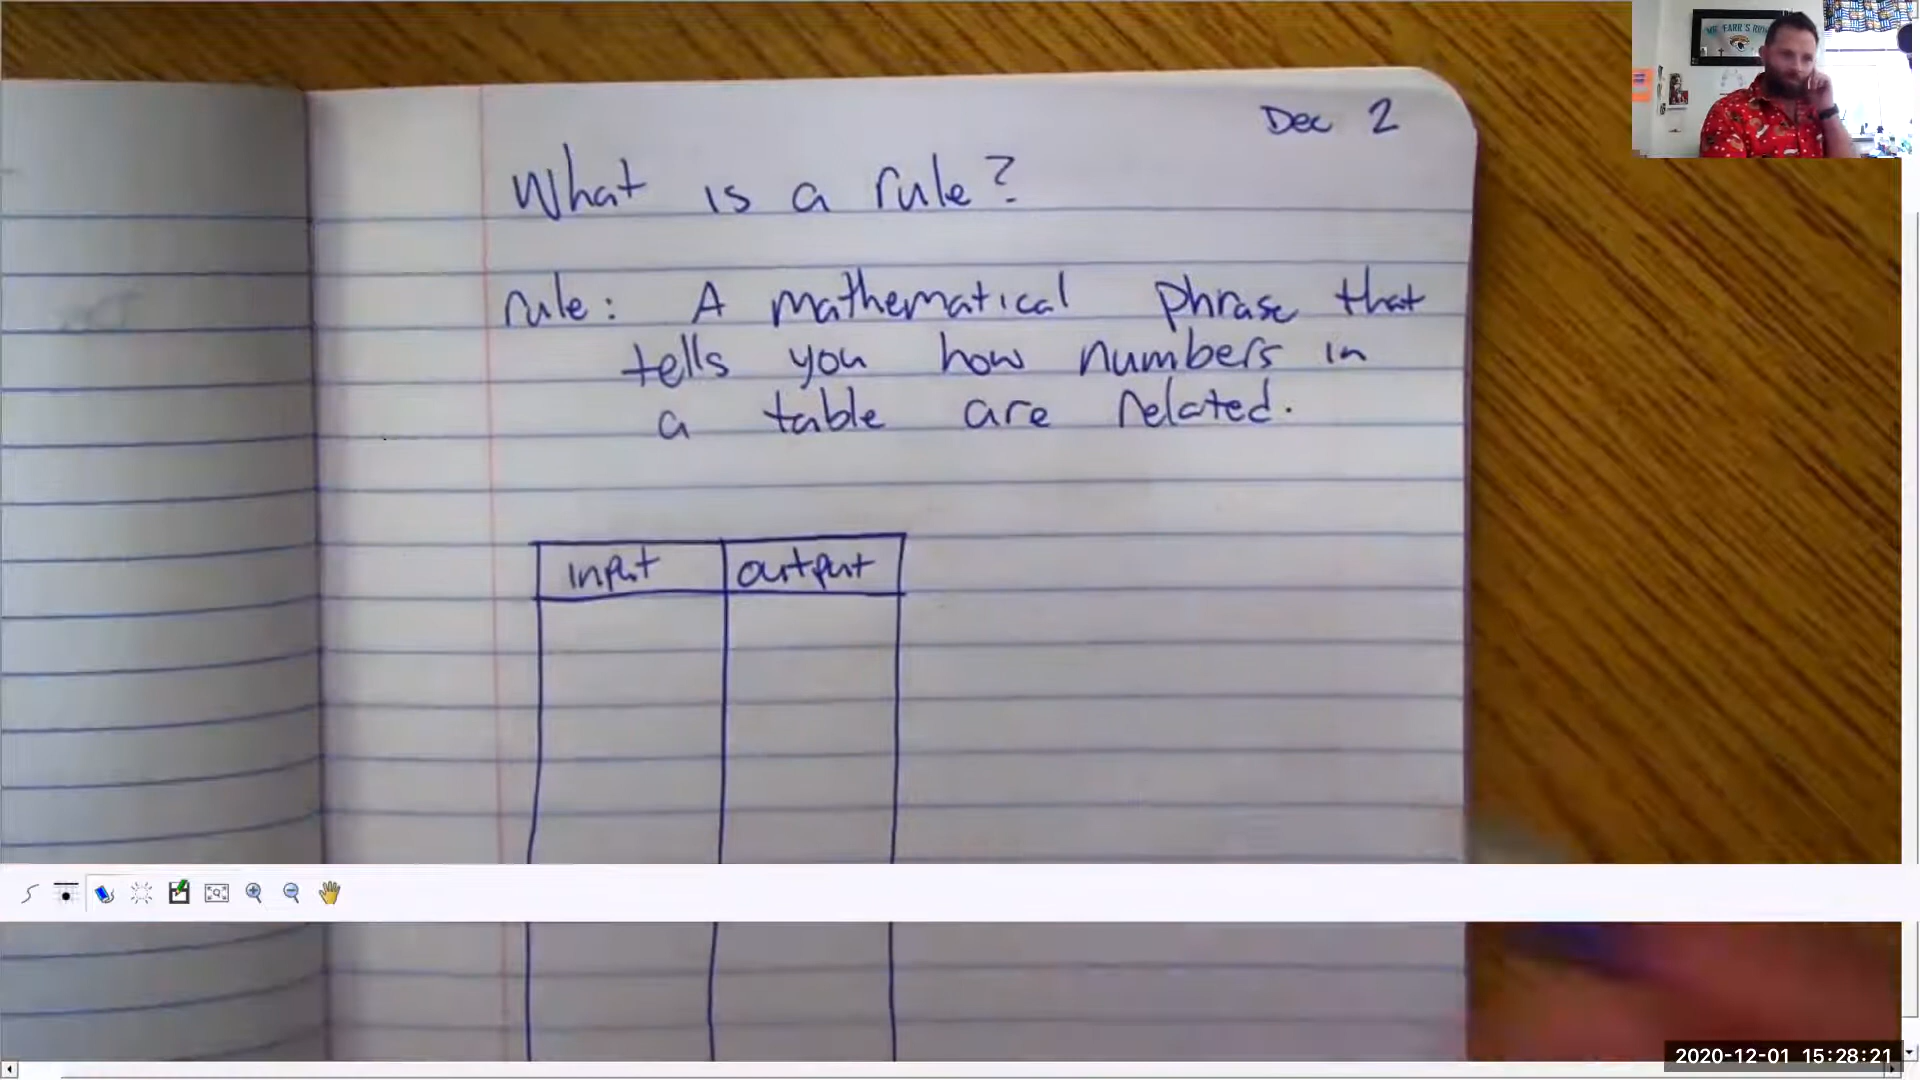 Dec 2
What is a rule?
rule: A mathematical phrase that
tells you how numbers in
a table are related.
input output
2020-12-01 15:28:21